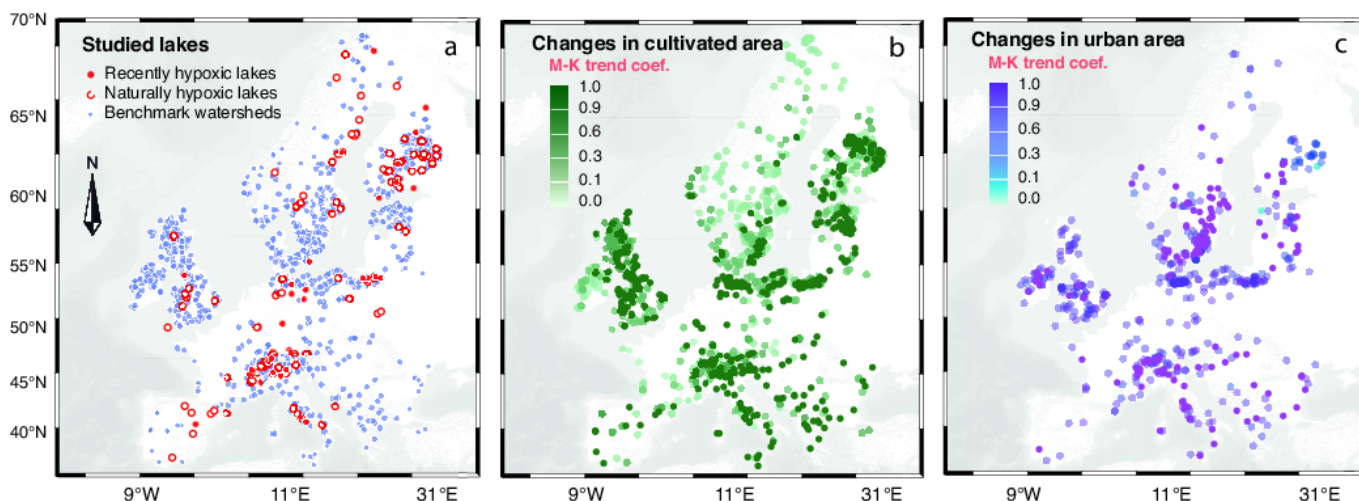 70°N
65°N
60°N
55°N
50°N
45°N
40°N
Studied lakes
a
Recently hypoxic lakes
Naturally hypoxic lakes
Benchmark watersheds
N
9°W 11°E 31°E
Changes in cultivated area
b
M-K trend coef.
1.0
0.9
0.6
0.3
0.1
0.0
9°W 11°E 31°E
Changes in urban area
c
M-K trend coef.
1.0
0.9
0.6
0.3
0.1
0.0
9°W 11°E 31°E